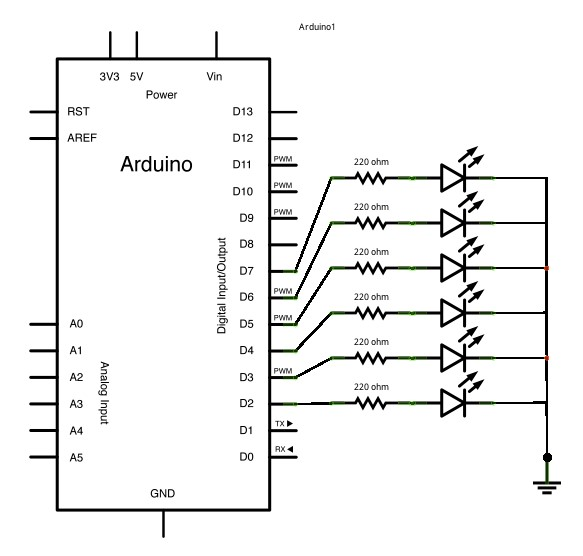 Arduino1
3V3 5V Vin
Power
RST
AREF
Arduino
D13
D12
PWM
D11
D10
PWM
D9
PWM
D8
D7
D6
PWM
D5
PWM
D4
D3
PWM
D2
D1
TX
D0
RX
Digital Input/Output
A0
A1
A2
A3
A4
A5
Analog Input
GND
220 ohm
220 ohm
220 ohm
220 ohm
220 ohm
220 ohm